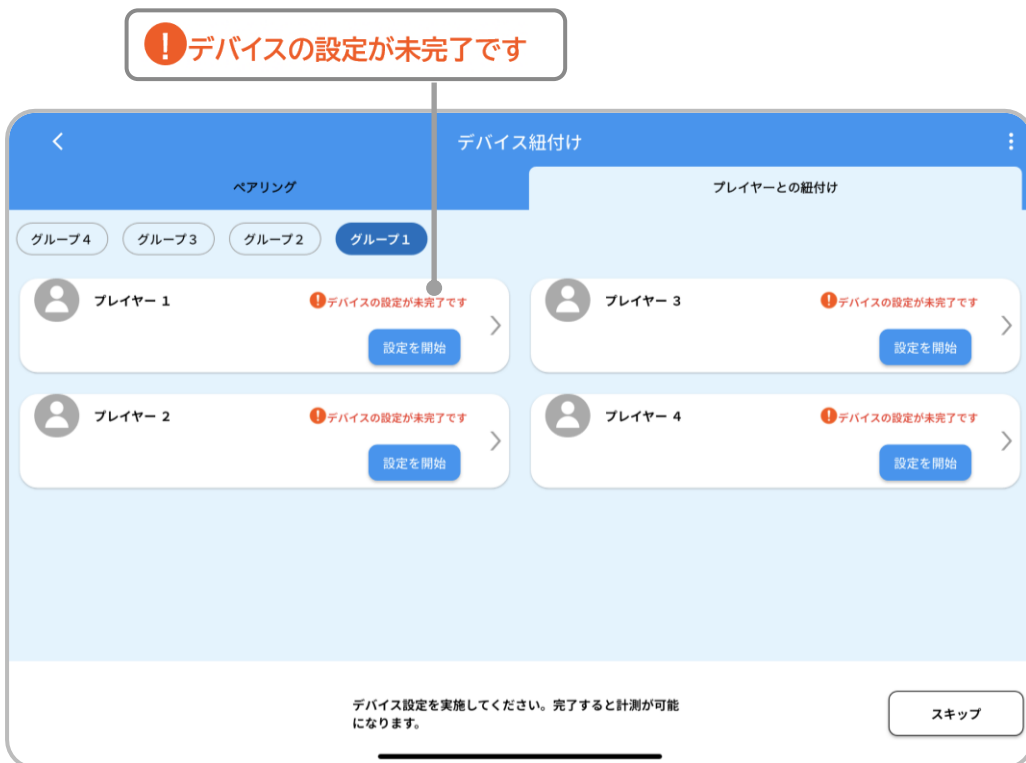 デバイスの設定が未完了です
デバイス紐付け
ペアリング
プレイヤーとの紐付け
グループ4
グループ3
グループ2
グループ1
プレイヤー 1
デバイスの設定が未完了です
設定を開始
プレイヤー 3
デバイスの設定が未完了です
設定を開始
プレイヤー 2
デバイスの設定が未完了です
設定を開始
プレイヤー 4
デバイスの設定が未完了です
設定を開始
デバイス設定を実施してください。完了すると計測が可能
になります。
スキップ